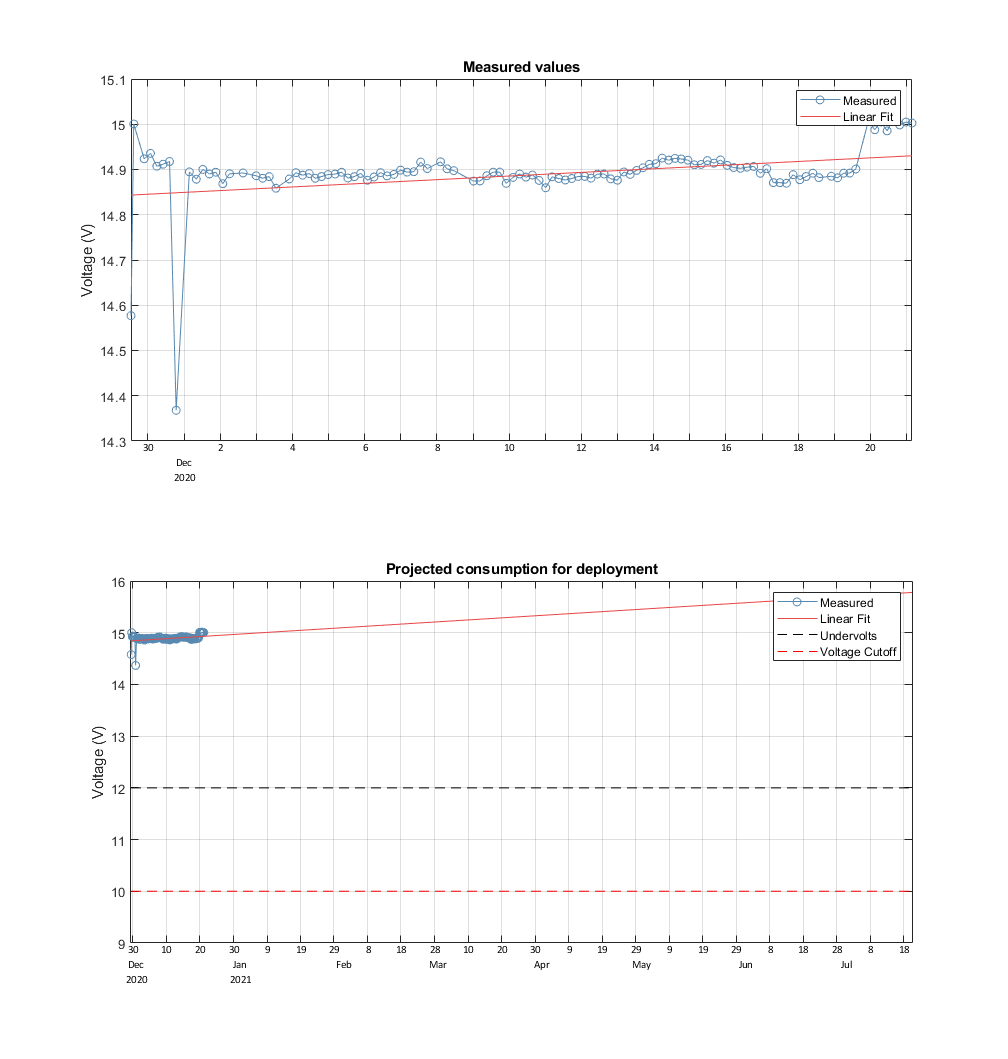 Measured values
15.1
15
14.9
14.8
14.7
14.6
14.5
14.4
14.3
Voltage (V)
Measured
Linear Fit
30 2 4 6 8 10 12 14 16 18 20
Dec
2020
Projected consumption for deployment
16
15
14
13
12
11
10
9
Voltage (V)
Measured
Linear Fit
Undervolts
Voltage Cutoff
30 10 20 30 9 19 29 8 18 28 10 20 30 9 19 29 9 19 29 8 18 28 8 18
Dec Jan Feb Mar Apr May Jun Jul
2020 2021